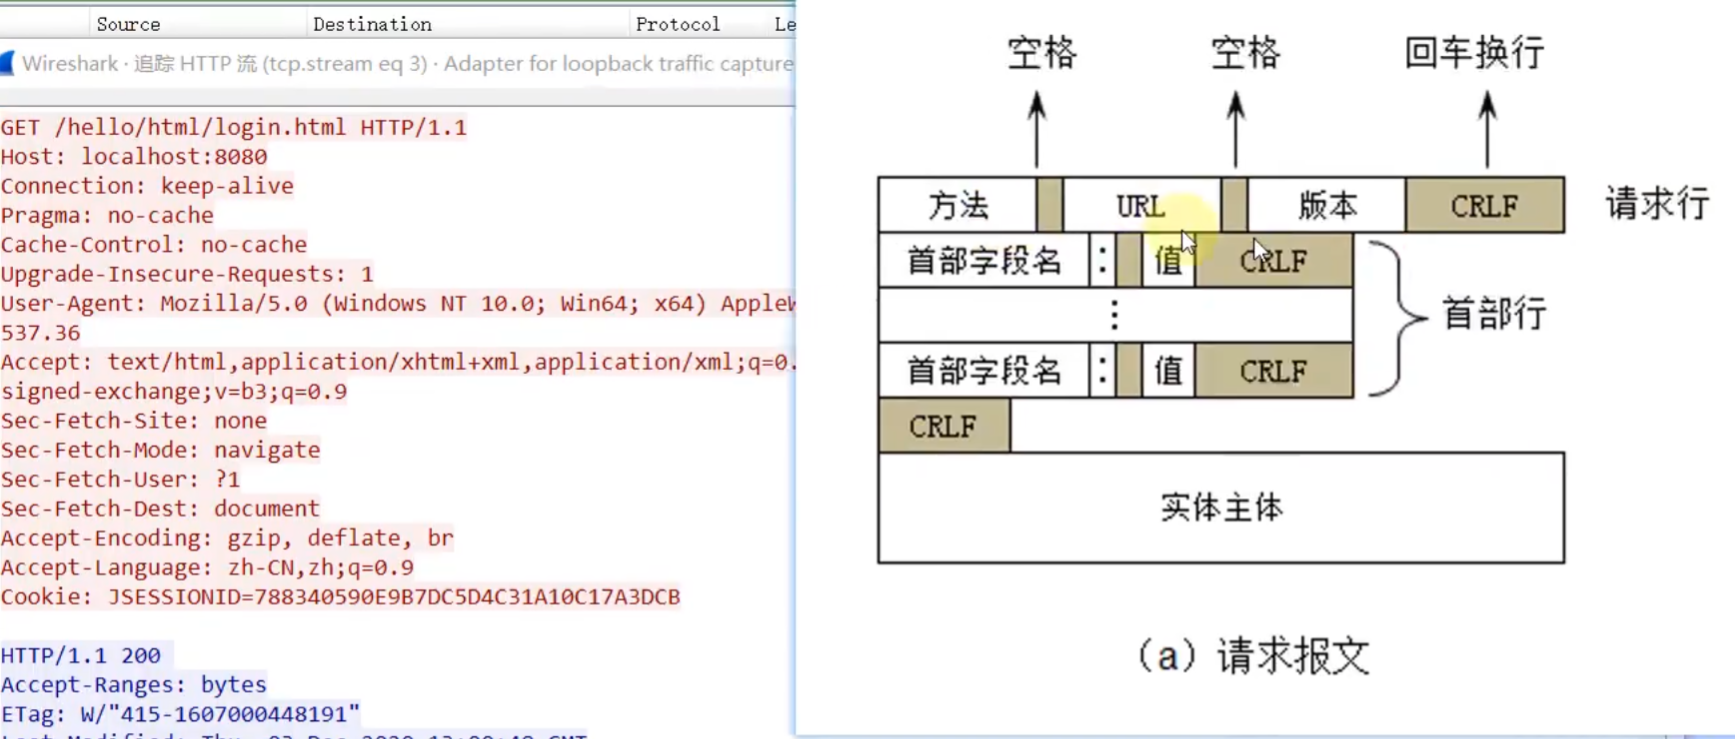 Source Destination Protocol Le
Wireshark · 追踪 HTTP 流 (tcp.stream eq 3) · Adapter for loopback traffic capture
GET /hello/html/login.html HTTP/1.1
Host: localhost:8080
Connection: keep-alive
Pragma: no-cache
Cache-Control: no-cache
Upgrade-Insecure-Requests: 1
User-Agent: Mozilla/5.0 (Windows NT 10.0; Win64; x64) AppleW
537.36
Accept: text/html,application/xhtml+xml,application/xml;q=0.
signed-exchange;v=b3;q=0.9
Sec-Fetch-Site: none
Sec-Fetch-Mode: navigate
Sec-Fetch-User: ?1
Sec-Fetch-Dest: document
Accept-Encoding: gzip, deflate, br
Accept-Language: zh-CN,zh;q=0.9
Cookie: JSESSIONID=788340590E9B7DC5D4C31A10C17A3DCB
HTTP/1.1 200
Accept-Ranges: bytes
ETag: W/"415-1607000448191"
空格 空格 回车换行
方法 URL 版本 CRLF 请求行
首部字段名 : 值 CRLF
⋮ 首部行
首部字段名 : 值 CRLF
CRLF
实体主体
（a）请求报文